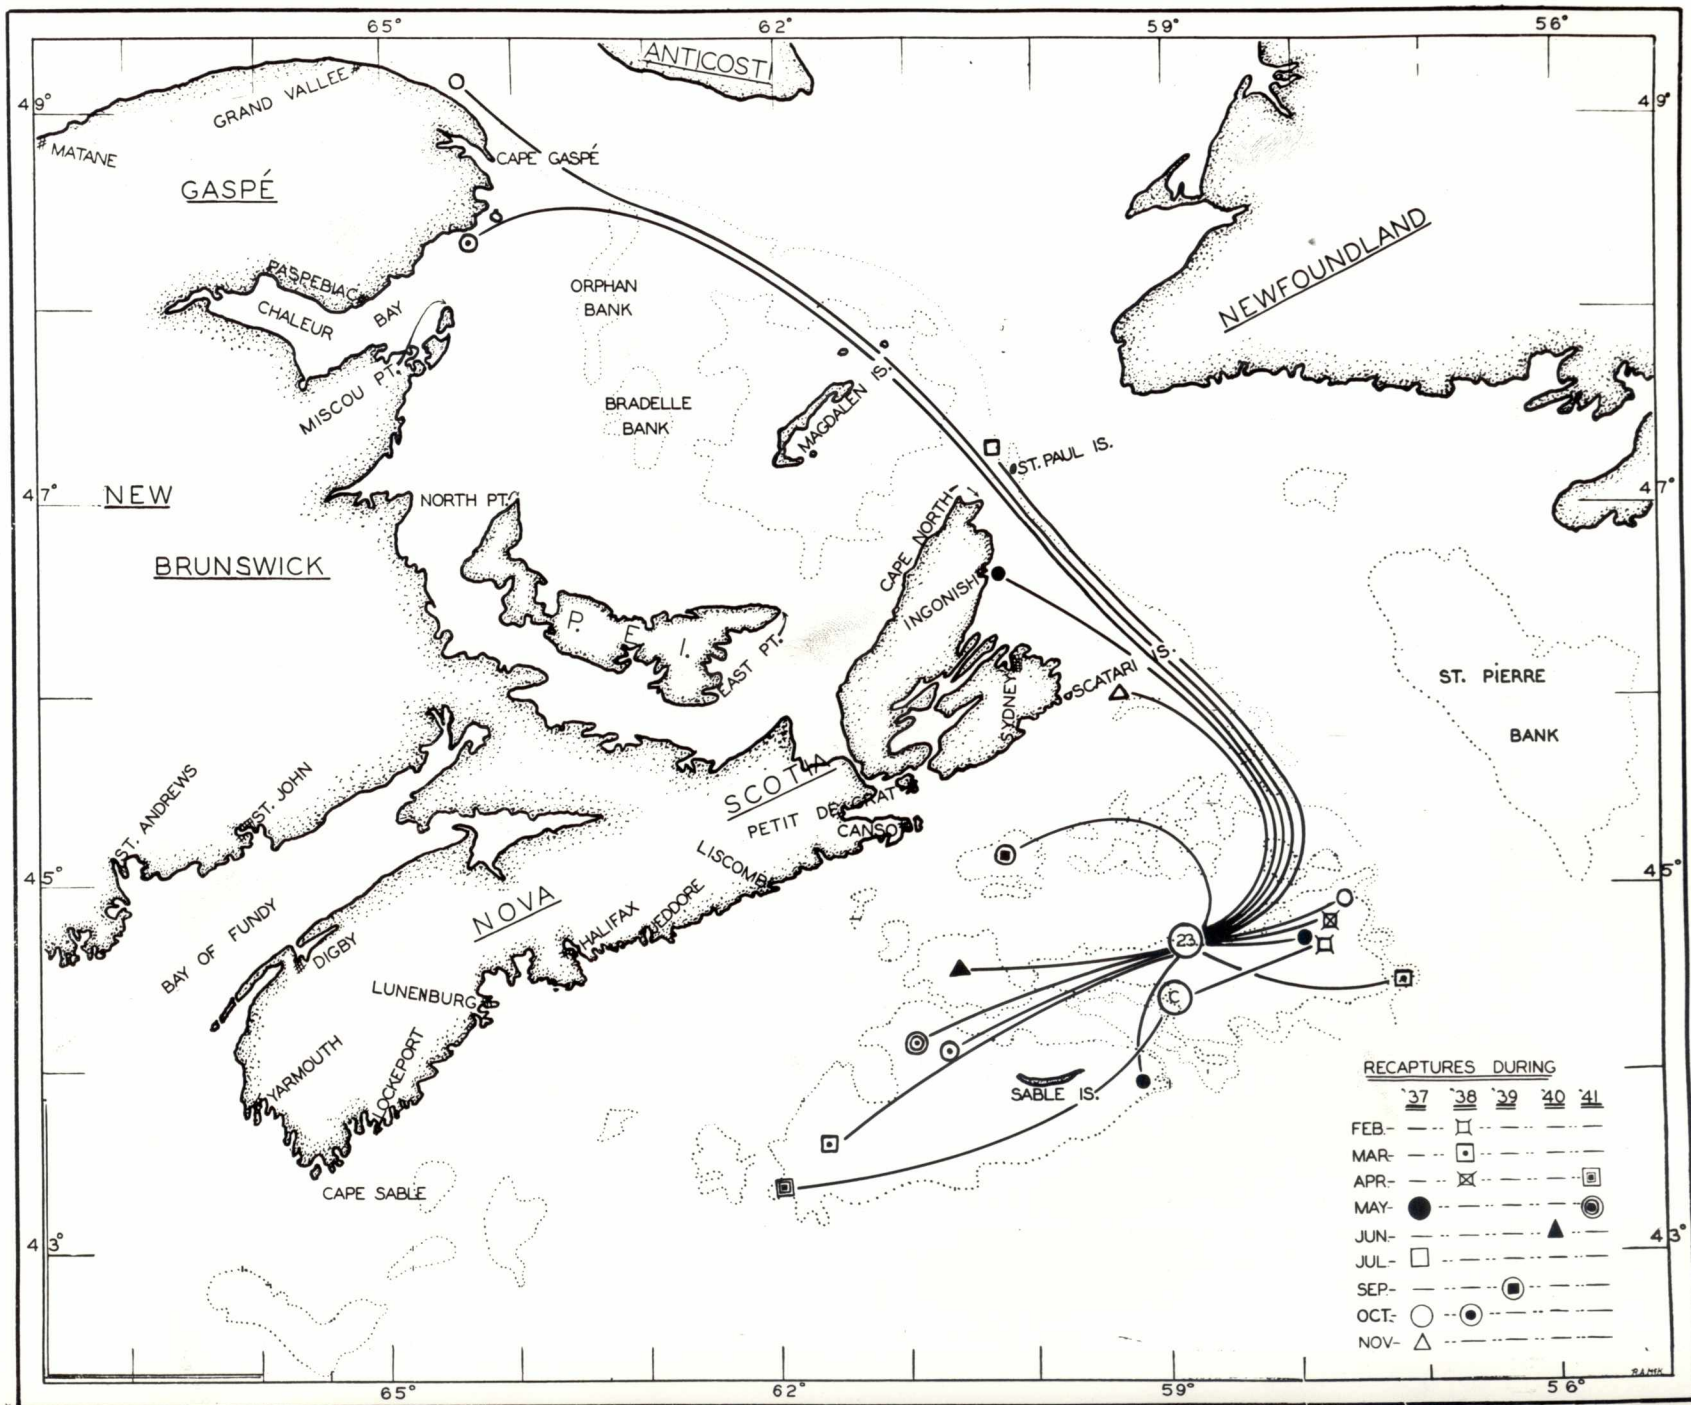 65° 62° 59° 56°
ANTICOSTI
49° 49°
GRAND VALLEE
MATANE
CAPE GASPÉ
GASPÉ
NEWFOUNDLAND
PASPEBIAC
CHALEUR BAY
ORPHAN
BANK
MISCOU PT.
BRADELLE
BANK
MAGDALEN IS.
ST. PAUL IS.
47° 47°
NEW
NORTH PT.
CAPE NORTH
BRUNSWICK
INGONISH
P. E. I.
EAST PT.
SCATARI IS.
SYDNEY
ST. PIERRE
BANK
SCOTIA
PETIT DE GRAT
CANSO
ST. ANDREWS
ST. JOHN
LISCOMB
45° 45°
NOVA
JEDDORE
HALIFAX
BAY OF FUNDY
DIGBY
23
LUNENBURG
C
YARMOUTH
LOCKEPORT
SABLE IS.
CAPE SABLE
RECAPTURES DURING
'37 '38 '39 '40 '41
FEB.-
MAR-
APR-
MAY-
JUN-
JUL-
SEP-
OCT-
NOV-
43° 43°
65° 62° 59° 56°